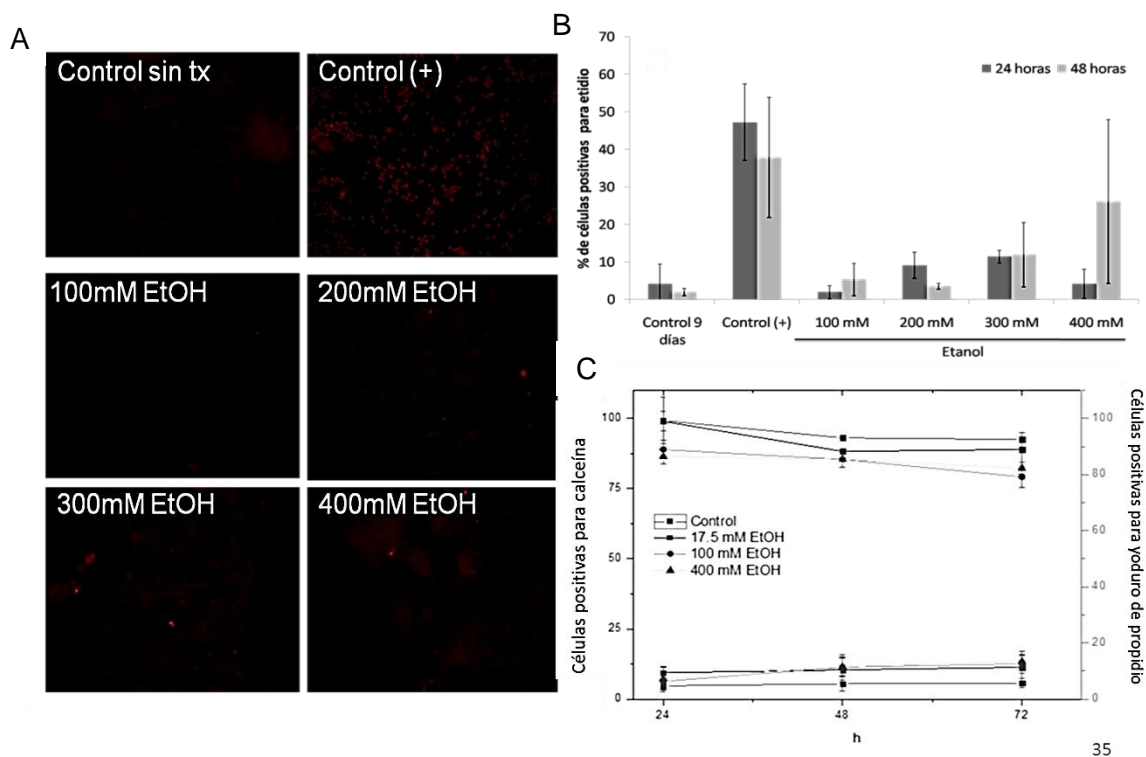 A
Control sin tx
Control (+)
100mM EtOH
200mM EtOH
300mM EtOH
400mM EtOH
B
% de células positivas para etidio
70
60
50
40
30
20
10
0
24 horas
48 horas
Control 9 días
Control (+)
100 mM
200 mM
300 mM
400 mM
Etanol
C
Células positivas para calceína
100
75
50
25
0
Control
17.5 mM EtOH
100 mM EtOH
400 mM EtOH
100
80
60
40
20
0
Células positivas para yoduro de propidio
24
48
72
h
35